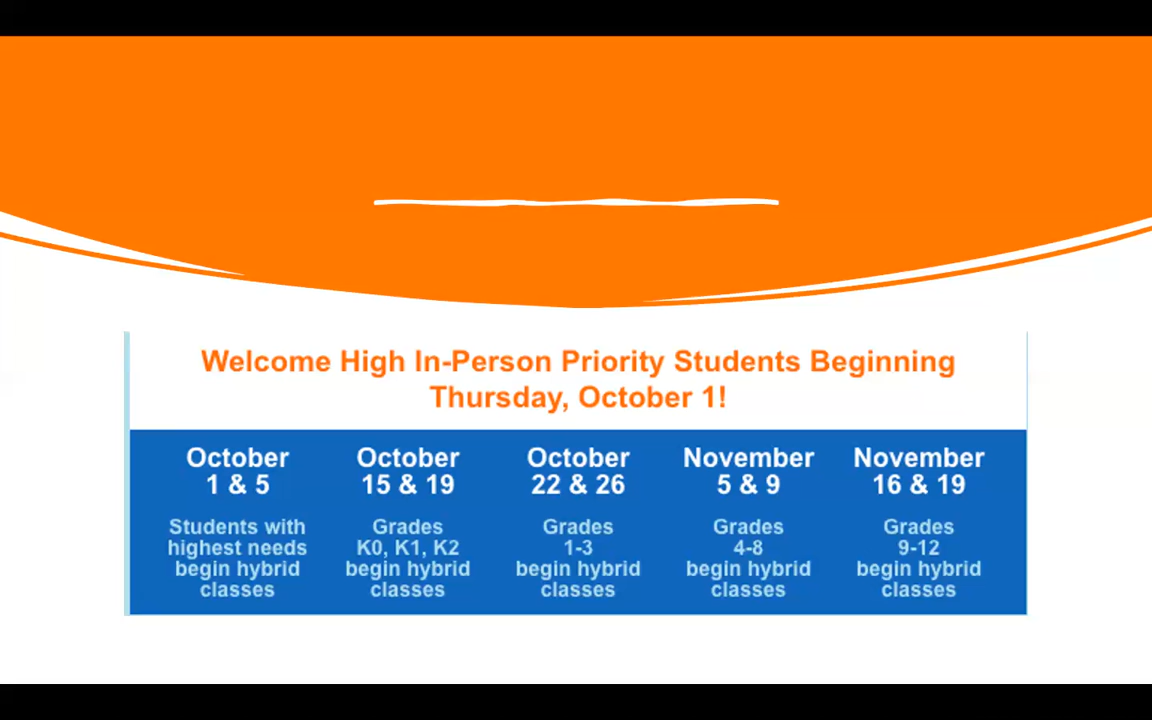 Welcome High In-Person Priority Students Beginning
Thursday, October 1!
October
1 & 5
Students with
highest needs
begin hybrid
classes
October
15 & 19
Grades
K0, K1, K2
begin hybrid
classes
October
22 & 26
Grades
1-3
begin hybrid
classes
November
5 & 9
Grades
4-8
begin hybrid
classes
November
16 & 19
Grades
9-12
begin hybrid
classes